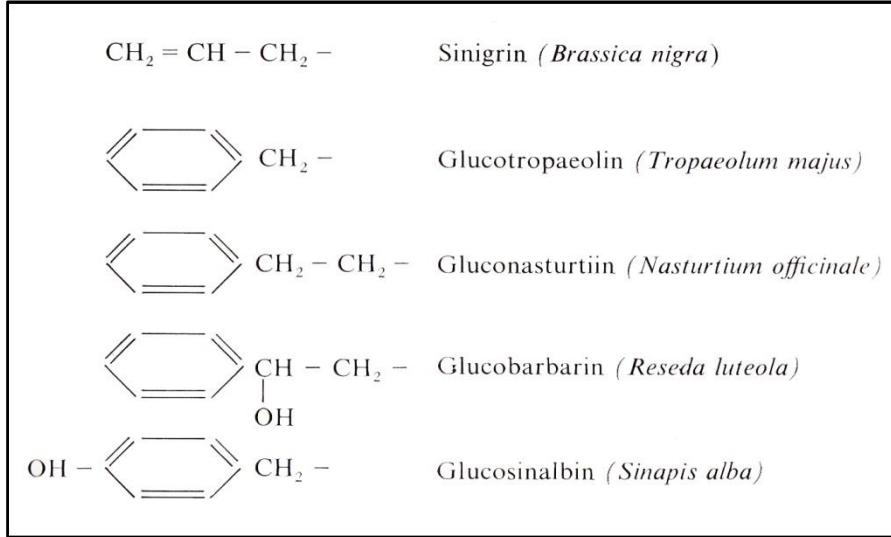 CH₂ = CH – CH₂ – Sinigrin (Brassica nigra)
CH₂ – Glucotropaeolin (Tropaeolum majus)
CH₂ – CH₂ – Gluconasturtiin (Nasturtium officinale)
CH – CH₂ – Glucobarbarin (Reseda luteola)
OH
OH – CH₂ – Glucosinalbin (Sinapis alba)